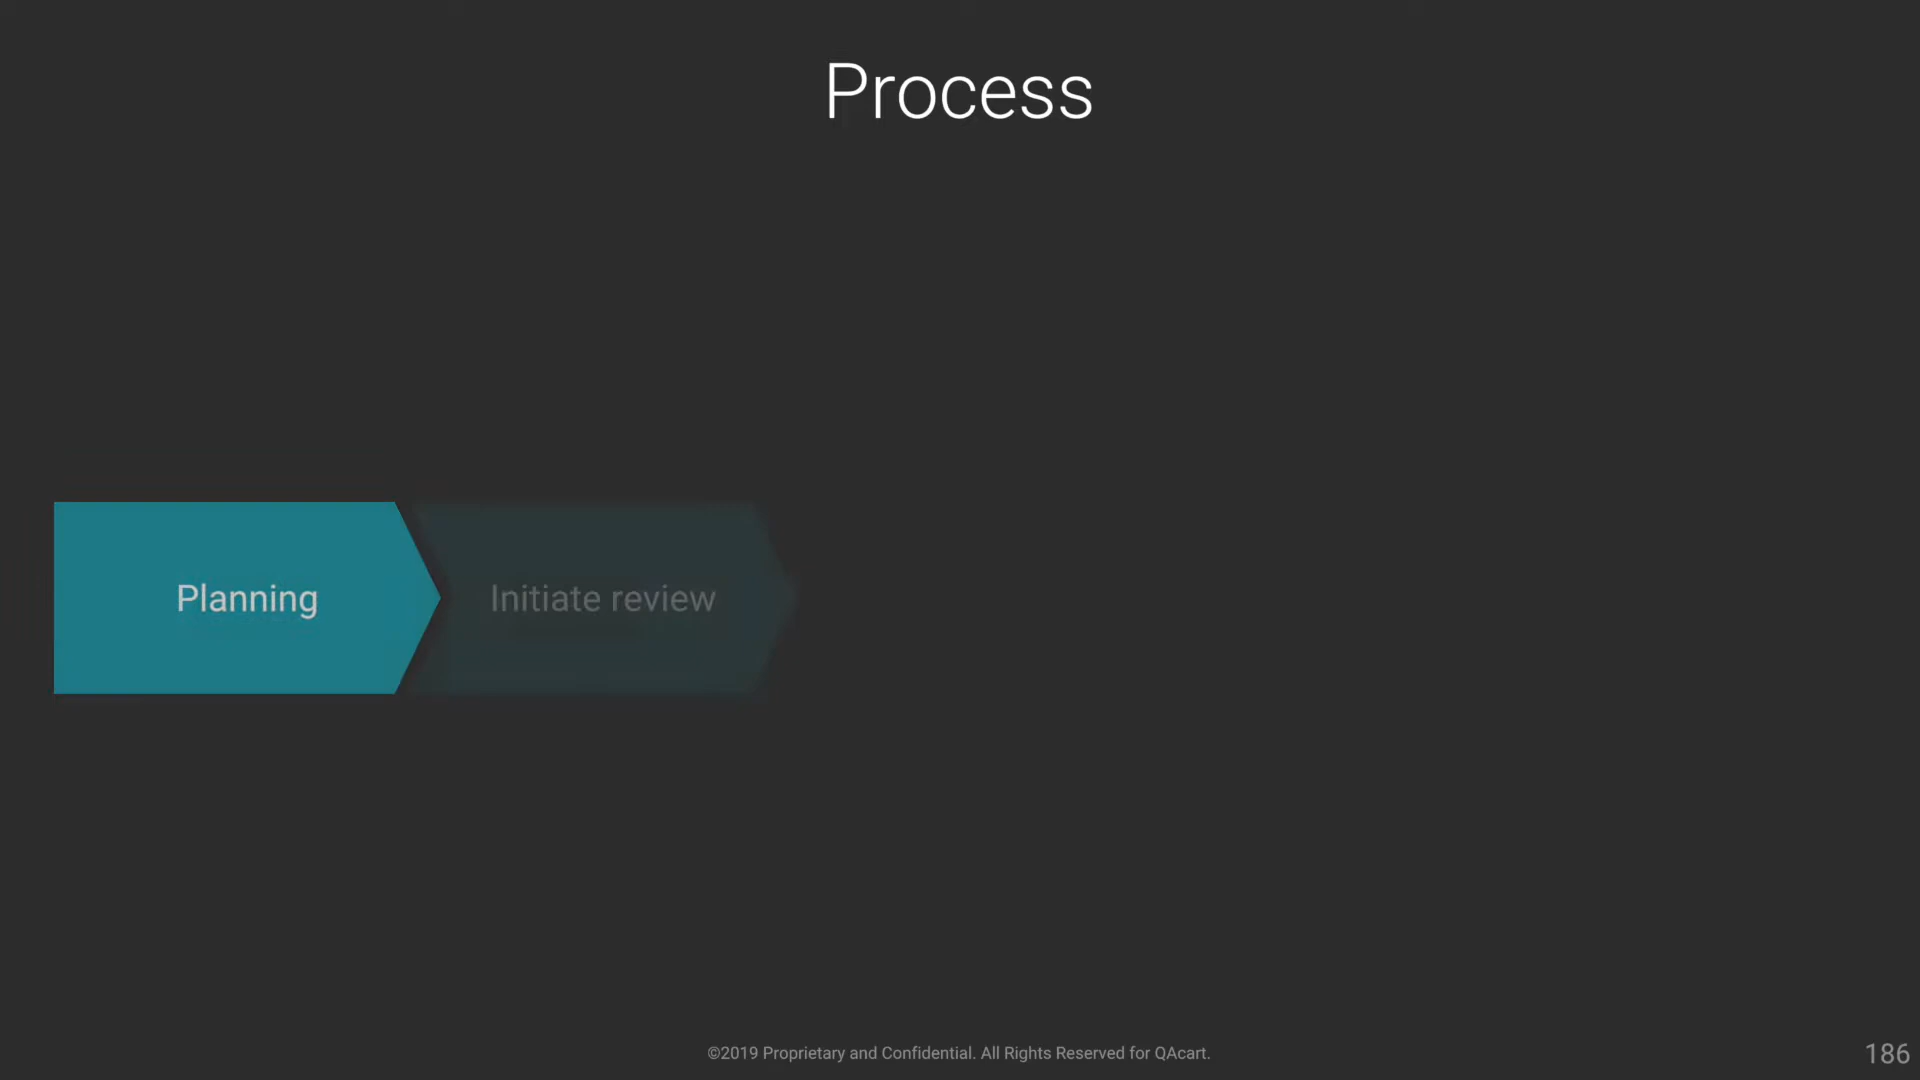 Process
Planning
Initiate review
©2019 Proprietary and Confidential. All Rights Reserved for QAcart.
186